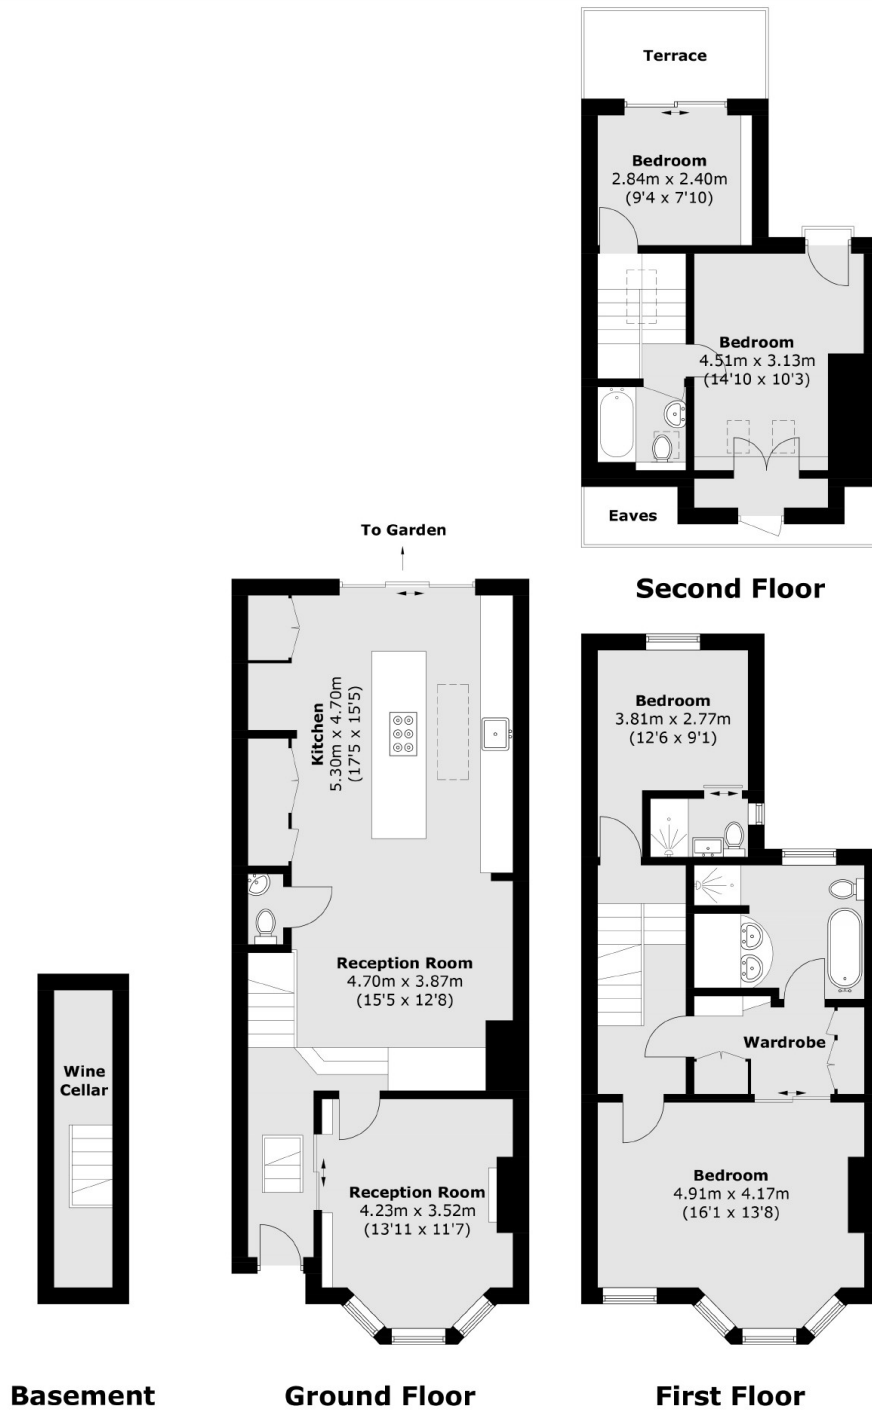 Terrace
Bedroom
2.84m x 2.40m
(9'4 x 7'10)
Bedroom
4.51m x 3.13m
(14'10 x 10'3)
Eaves
Second Floor
To Garden
Kitchen
5.30m x 4.70m
(17'5 x 15'5)
Reception Room
4.70m x 3.87m
(15'5 x 12'8)
Reception Room
4.23m x 3.52m
(13'11 x 11'7)
Bedroom
3.81m x 2.77m
(12'6 x 9'1)
Wardrobe
Bedroom
4.91m x 4.17m
(16'1 x 13'8)
Wine
Cellar
Basement
Ground Floor
First Floor